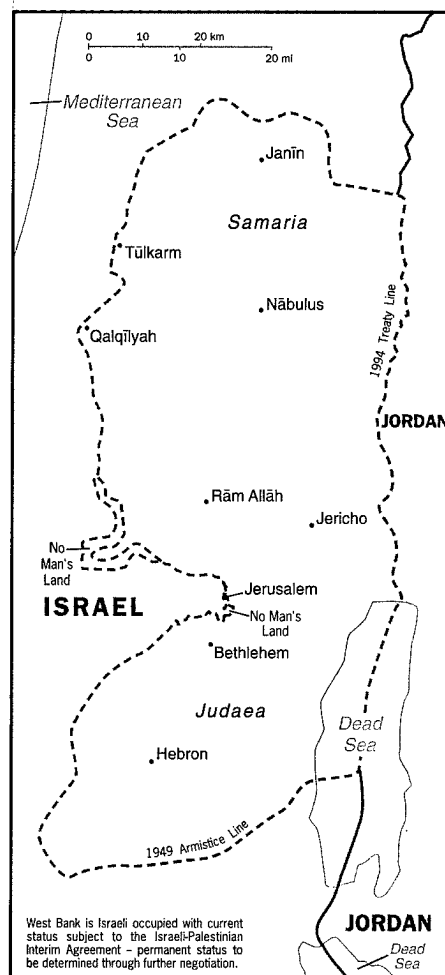 0 10 20 km
0 10 20 mi
Mediterranean
Sea
Janīn
Samaria
Tūlkarm
Nābulus
Qalqīlyah
1994 Treaty Line
JORDAN
Rām Allāh
Jericho
No
Man's
Land
Jerusalem
ISRAEL
No Man's
Land
Bethlehem
Judaea
Dead
Sea
Hebron
1949 Armistice Line
West Bank is Israeli occupied with current
status subject to the Israeli-Palestinian
Interim Agreement – permanent status to
be determined through further negotiation.
JORDAN
Dead
Sea